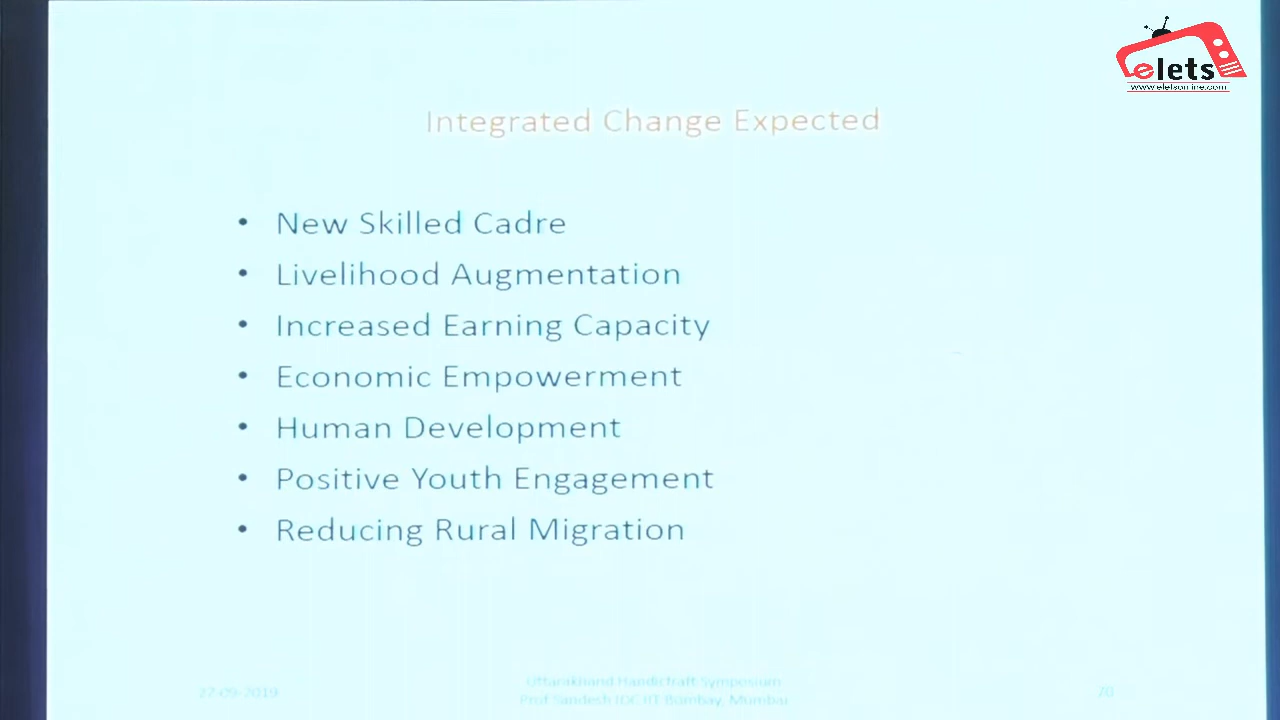 elets
www.eletsonline.com
Integrated Change Expected
• New Skilled Cadre
• Livelihood Augmentation
• Increased Earning Capacity
• Economic Empowerment
• Human Development
• Positive Youth Engagement
• Reducing Rural Migration
27-09-2019
Uttarakhand Handicraft Symposium
Prof Sandesh IDC IIT Bombay, Mumbai
70